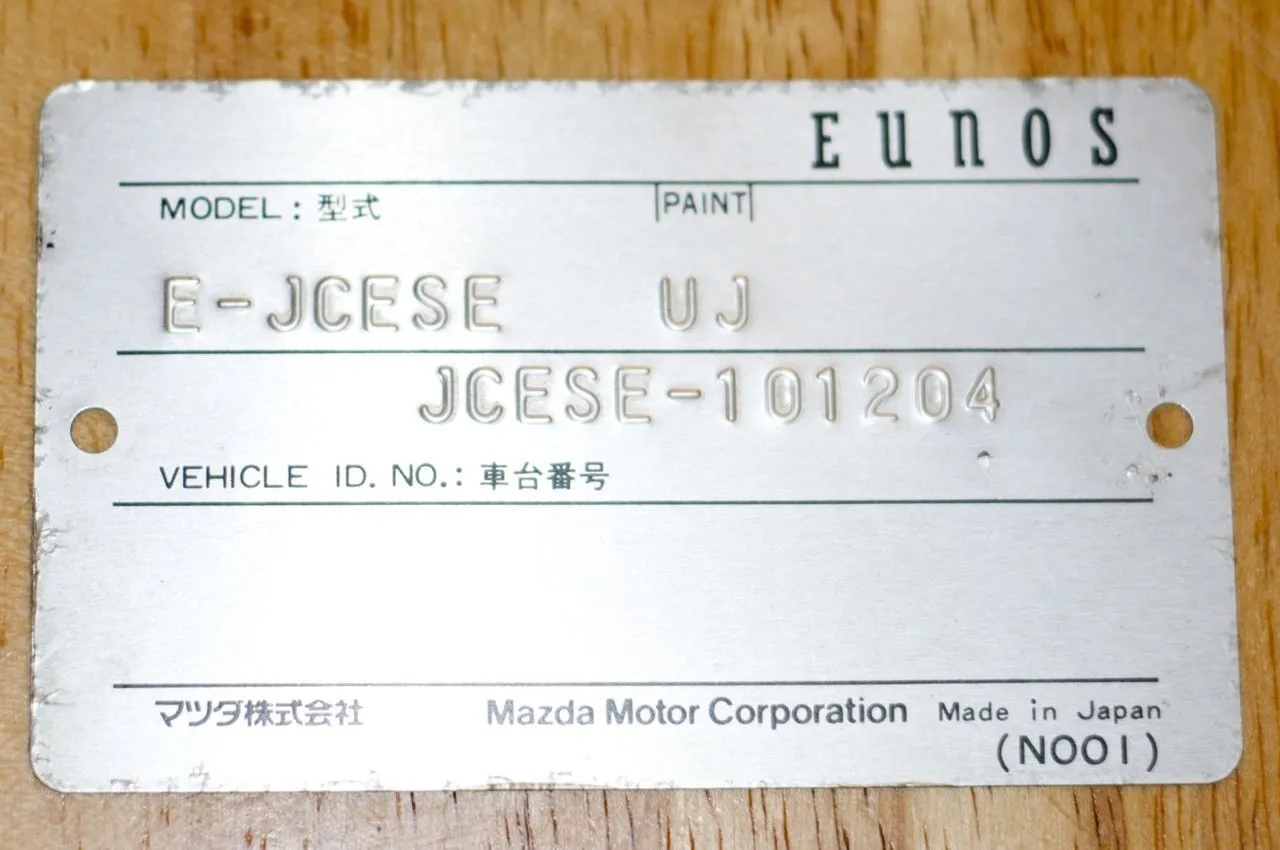 EUNOS
MODEL : 型式 PAINT
E-JCESE UJ
JCESE-101204
VEHICLE ID. NO. : 車台番号
マツダ株式会社 Mazda Motor Corporation Made in Japan
(N001)